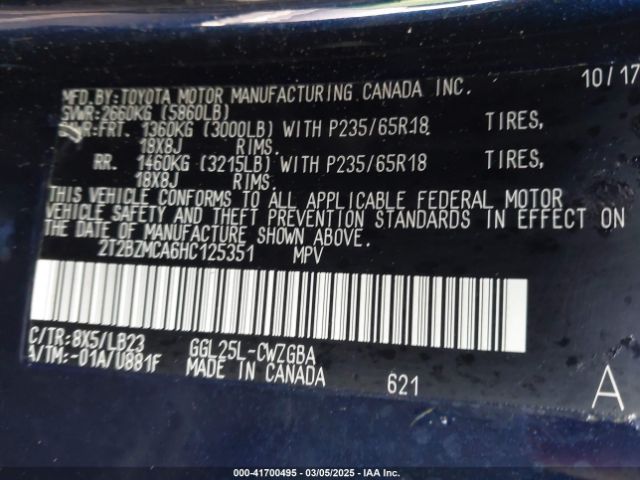 MFD.BY:TOYOTA MOTOR MANUFACTURING CANADA INC. 10/17
GVWR:2660KG (5860LB)
FRT. 1360KG (3000LB) WITH P235/65R18 TIRES,
18X8J RIMS.
RR. 1460KG (3215LB) WITH P235/65R18 TIRES,
18X8J RIMS.
THIS VEHICLE CONFORMS TO ALL APPLICABLE FEDERAL MOTOR
VEHICLE SAFETY AND THEFT PREVENTION STANDARDS IN EFFECT ON
THE DATE OF MANUFACTURE SHOWN ABOVE.
2T2BZMCA6HC125351 MPV
C/TR:8X5/LB23 GGL25L-CWZGBA
A/TM:-01A/U881F MADE IN CANADA 621 A
000-41700495 - 03/05/2025 - IAA Inc.